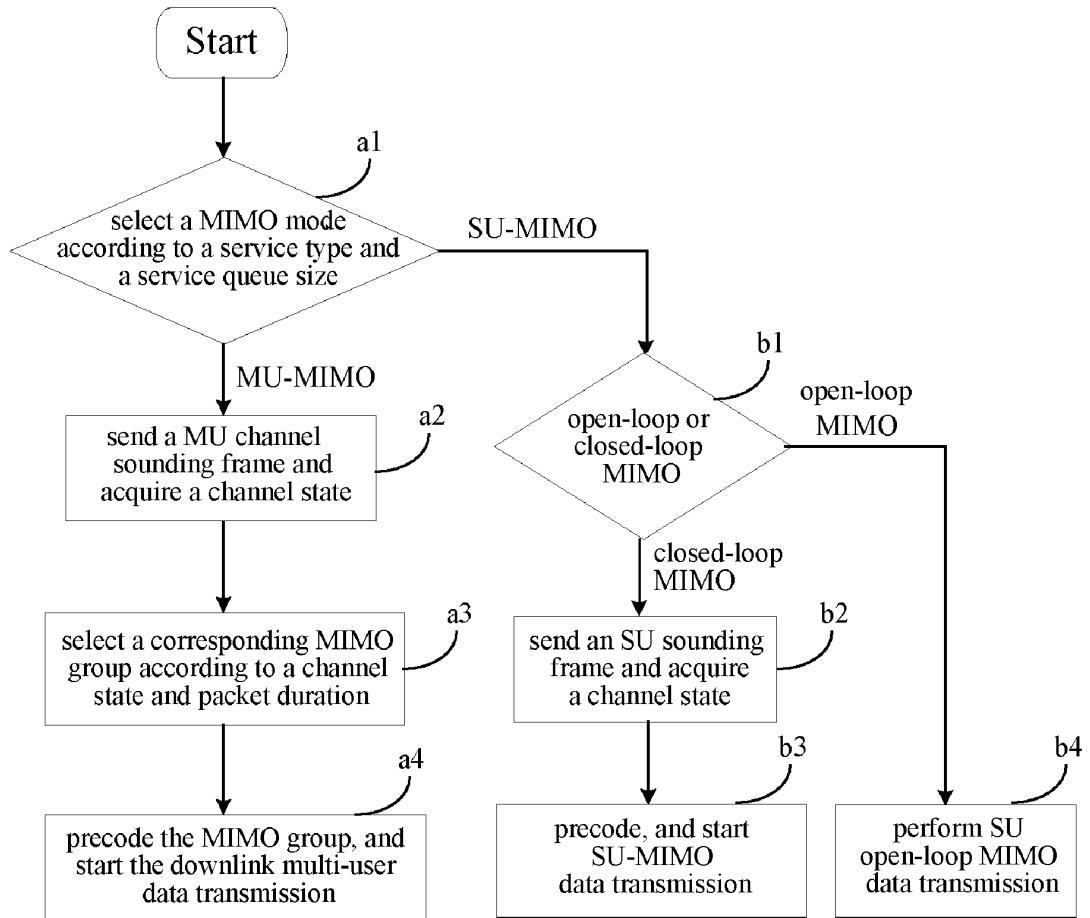 Start
a1
select a MIMO mode
according to a service type and
a service queue size
SU-MIMO
MU-MIMO
a2
send a MU channel
sounding frame and
acquire a channel state
a3
select a corresponding MIMO
group according to a channel
state and packet duration
a4
precode the MIMO group, and
start the downlink multi-user
data transmission
b1
open-loop or
closed-loop
MIMO
open-loop
MIMO
closed-loop
MIMO
b2
send an SU sounding
frame and acquire
a channel state
b3
precode, and start
SU-MIMO
data transmission
b4
perform SU
open-loop MIMO
data transmission